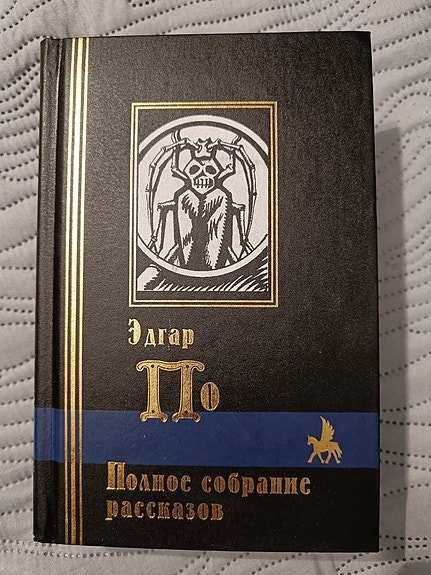 Эдгар
По
Полное собрание
рассказов